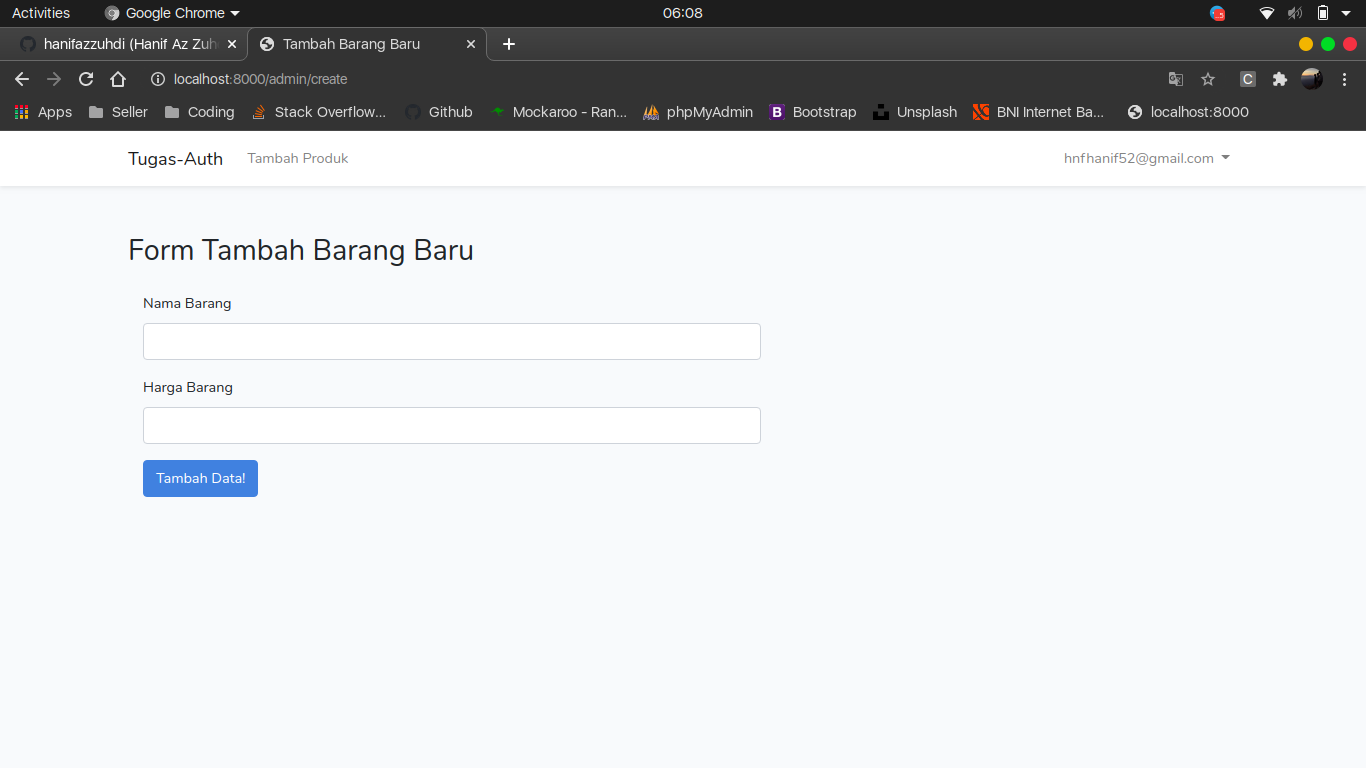 Activities Google Chrome 06:08
hanifazzuhdi (Hanif Az Zuh Tambah Barang Baru
localhost:8000/admin/create
Apps Seller Coding Stack Overflow... Github Mockaroo - Ran... phpMyAdmin Bootstrap Unsplash BNI Internet Ba... localhost:8000
Tugas-Auth Tambah Produk hnfhanif52@gmail.com
Form Tambah Barang Baru
Nama Barang
Harga Barang
Tambah Data!